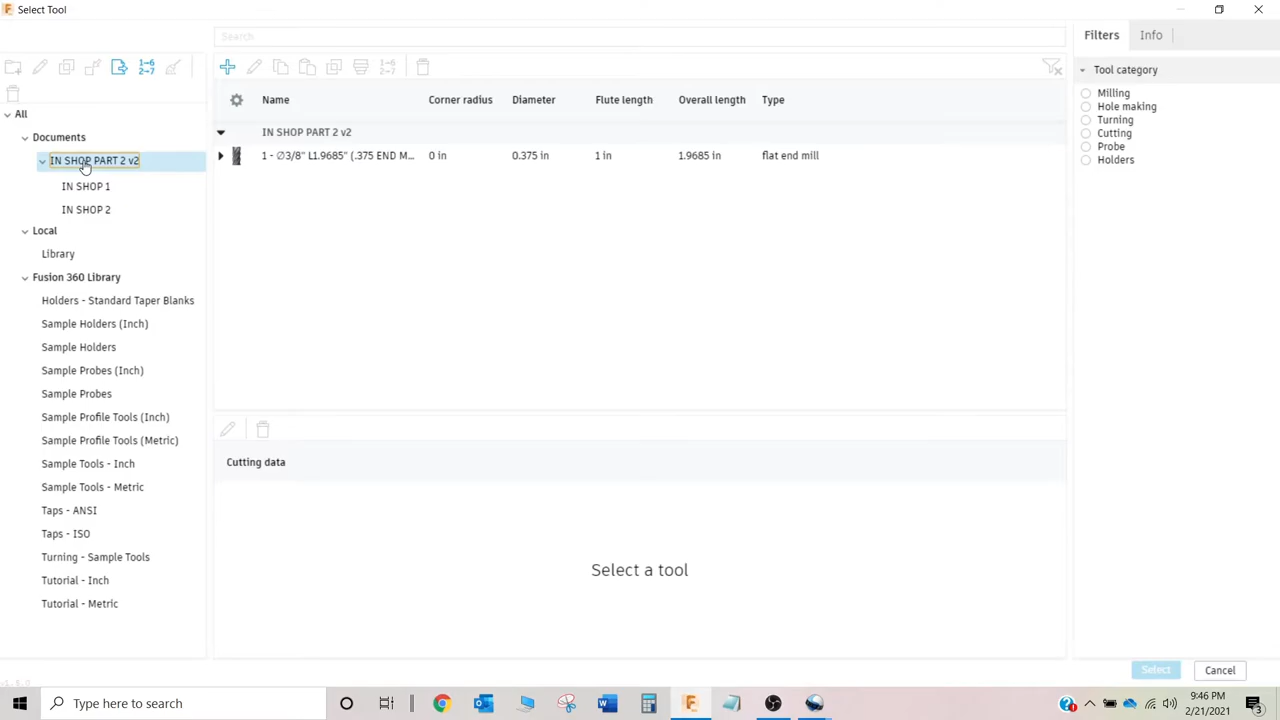 Select Tool
Search
Filters
Info
All
Documents
IN SHOP PART 2 v2
IN SHOP 1
IN SHOP 2
Local
Library
Fusion 360 Library
Holders - Standard Taper Blanks
Sample Holders (Inch)
Sample Holders
Sample Probes (Inch)
Sample Probes
Sample Profile Tools (Inch)
Sample Profile Tools (Metric)
Sample Tools - Inch
Sample Tools - Metric
Taps - ANSI
Taps - ISO
Turning - Sample Tools
Tutorial - Inch
Tutorial - Metric
Name Corner radius Diameter Flute length Overall length Type
IN SHOP PART 2 v2
1 - ∅3/8" L1.9685" (.375 END M... 0 in 0.375 in 1 in 1.9685 in flat end mill
Cutting data
Select a tool
Tool category
Milling
Hole making
Turning
Cutting
Probe
Holders
Select
Cancel
Type here to search
9:46 PM
2/21/2021
3